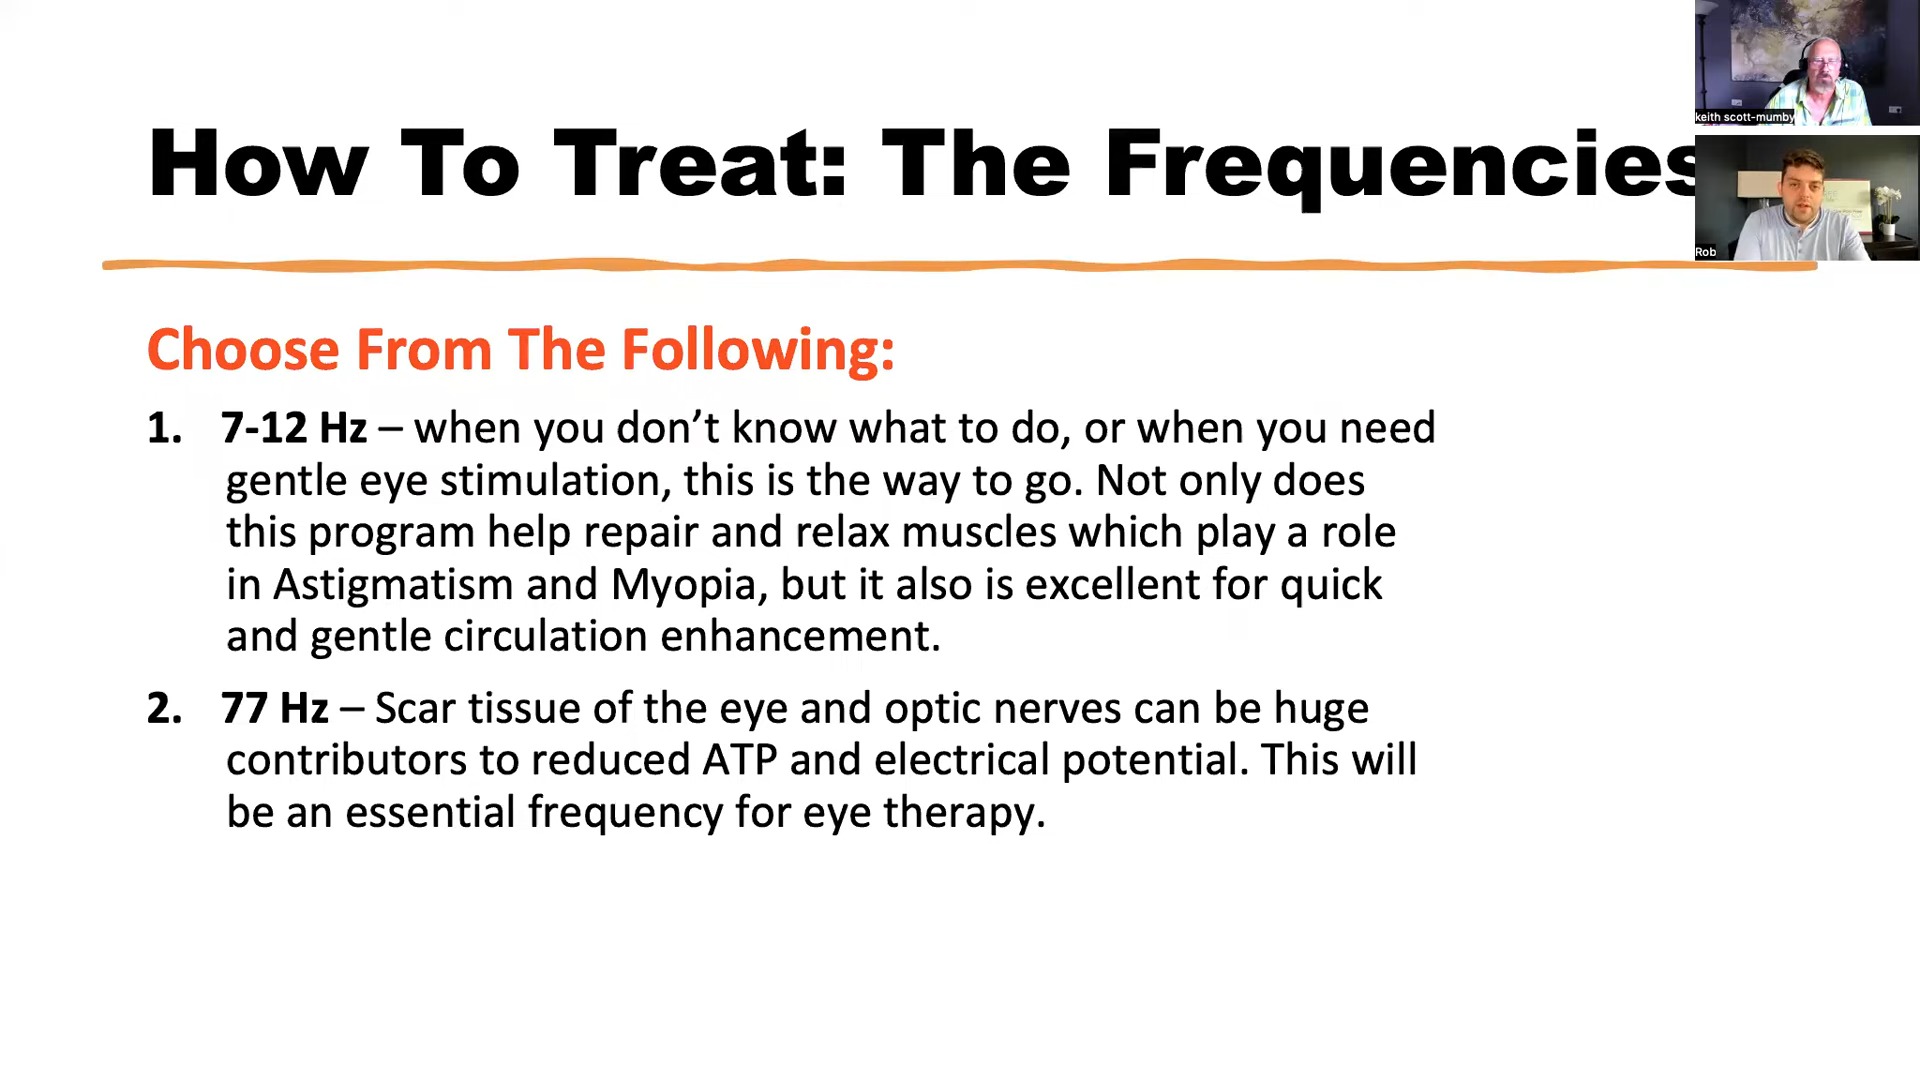 How To Treat: The Frequencies
keith scott-mumby
Rob
Choose From The Following:
1. 7-12 Hz – when you don’t know what to do, or when you need
gentle eye stimulation, this is the way to go. Not only does
this program help repair and relax muscles which play a role
in Astigmatism and Myopia, but it also is excellent for quick
and gentle circulation enhancement.
2. 77 Hz – Scar tissue of the eye and optic nerves can be huge
contributors to reduced ATP and electrical potential. This will
be an essential frequency for eye therapy.